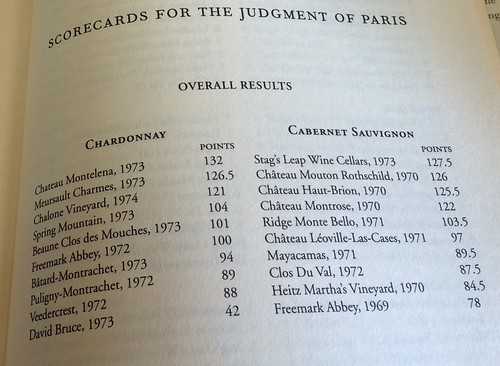 SCORECARDS FOR THE JUDGMENT OF PARIS
OVERALL RESULTS
CHARDONNAY
POINTS
Chateau Montelena, 1973 132
Meursault Charmes, 1973 126.5
Chalone Vineyard, 1974 121
Spring Mountain, 1973 104
Beaune Clos des Mouches, 1973 101
Freemark Abbey, 1972 100
Bâtard-Montrachet, 1973 94
Puligny-Montrachet, 1972 89
Veedercrest, 1972 88
David Bruce, 1973 42
CABERNET SAUVIGNON
POINTS
Stag's Leap Wine Cellars, 1973 127.5
Château Mouton Rothschild, 1970 126
Château Haut-Brion, 1970 125.5
Château Montrose, 1970 122
Ridge Monte Bello, 1971 103.5
Château Léoville-Las-Cases, 1971 97
Mayacamas, 1971 89.5
Clos Du Val, 1972 87.5
Heitz Martha's Vineyard, 1970 84.5
Freemark Abbey, 1969 78